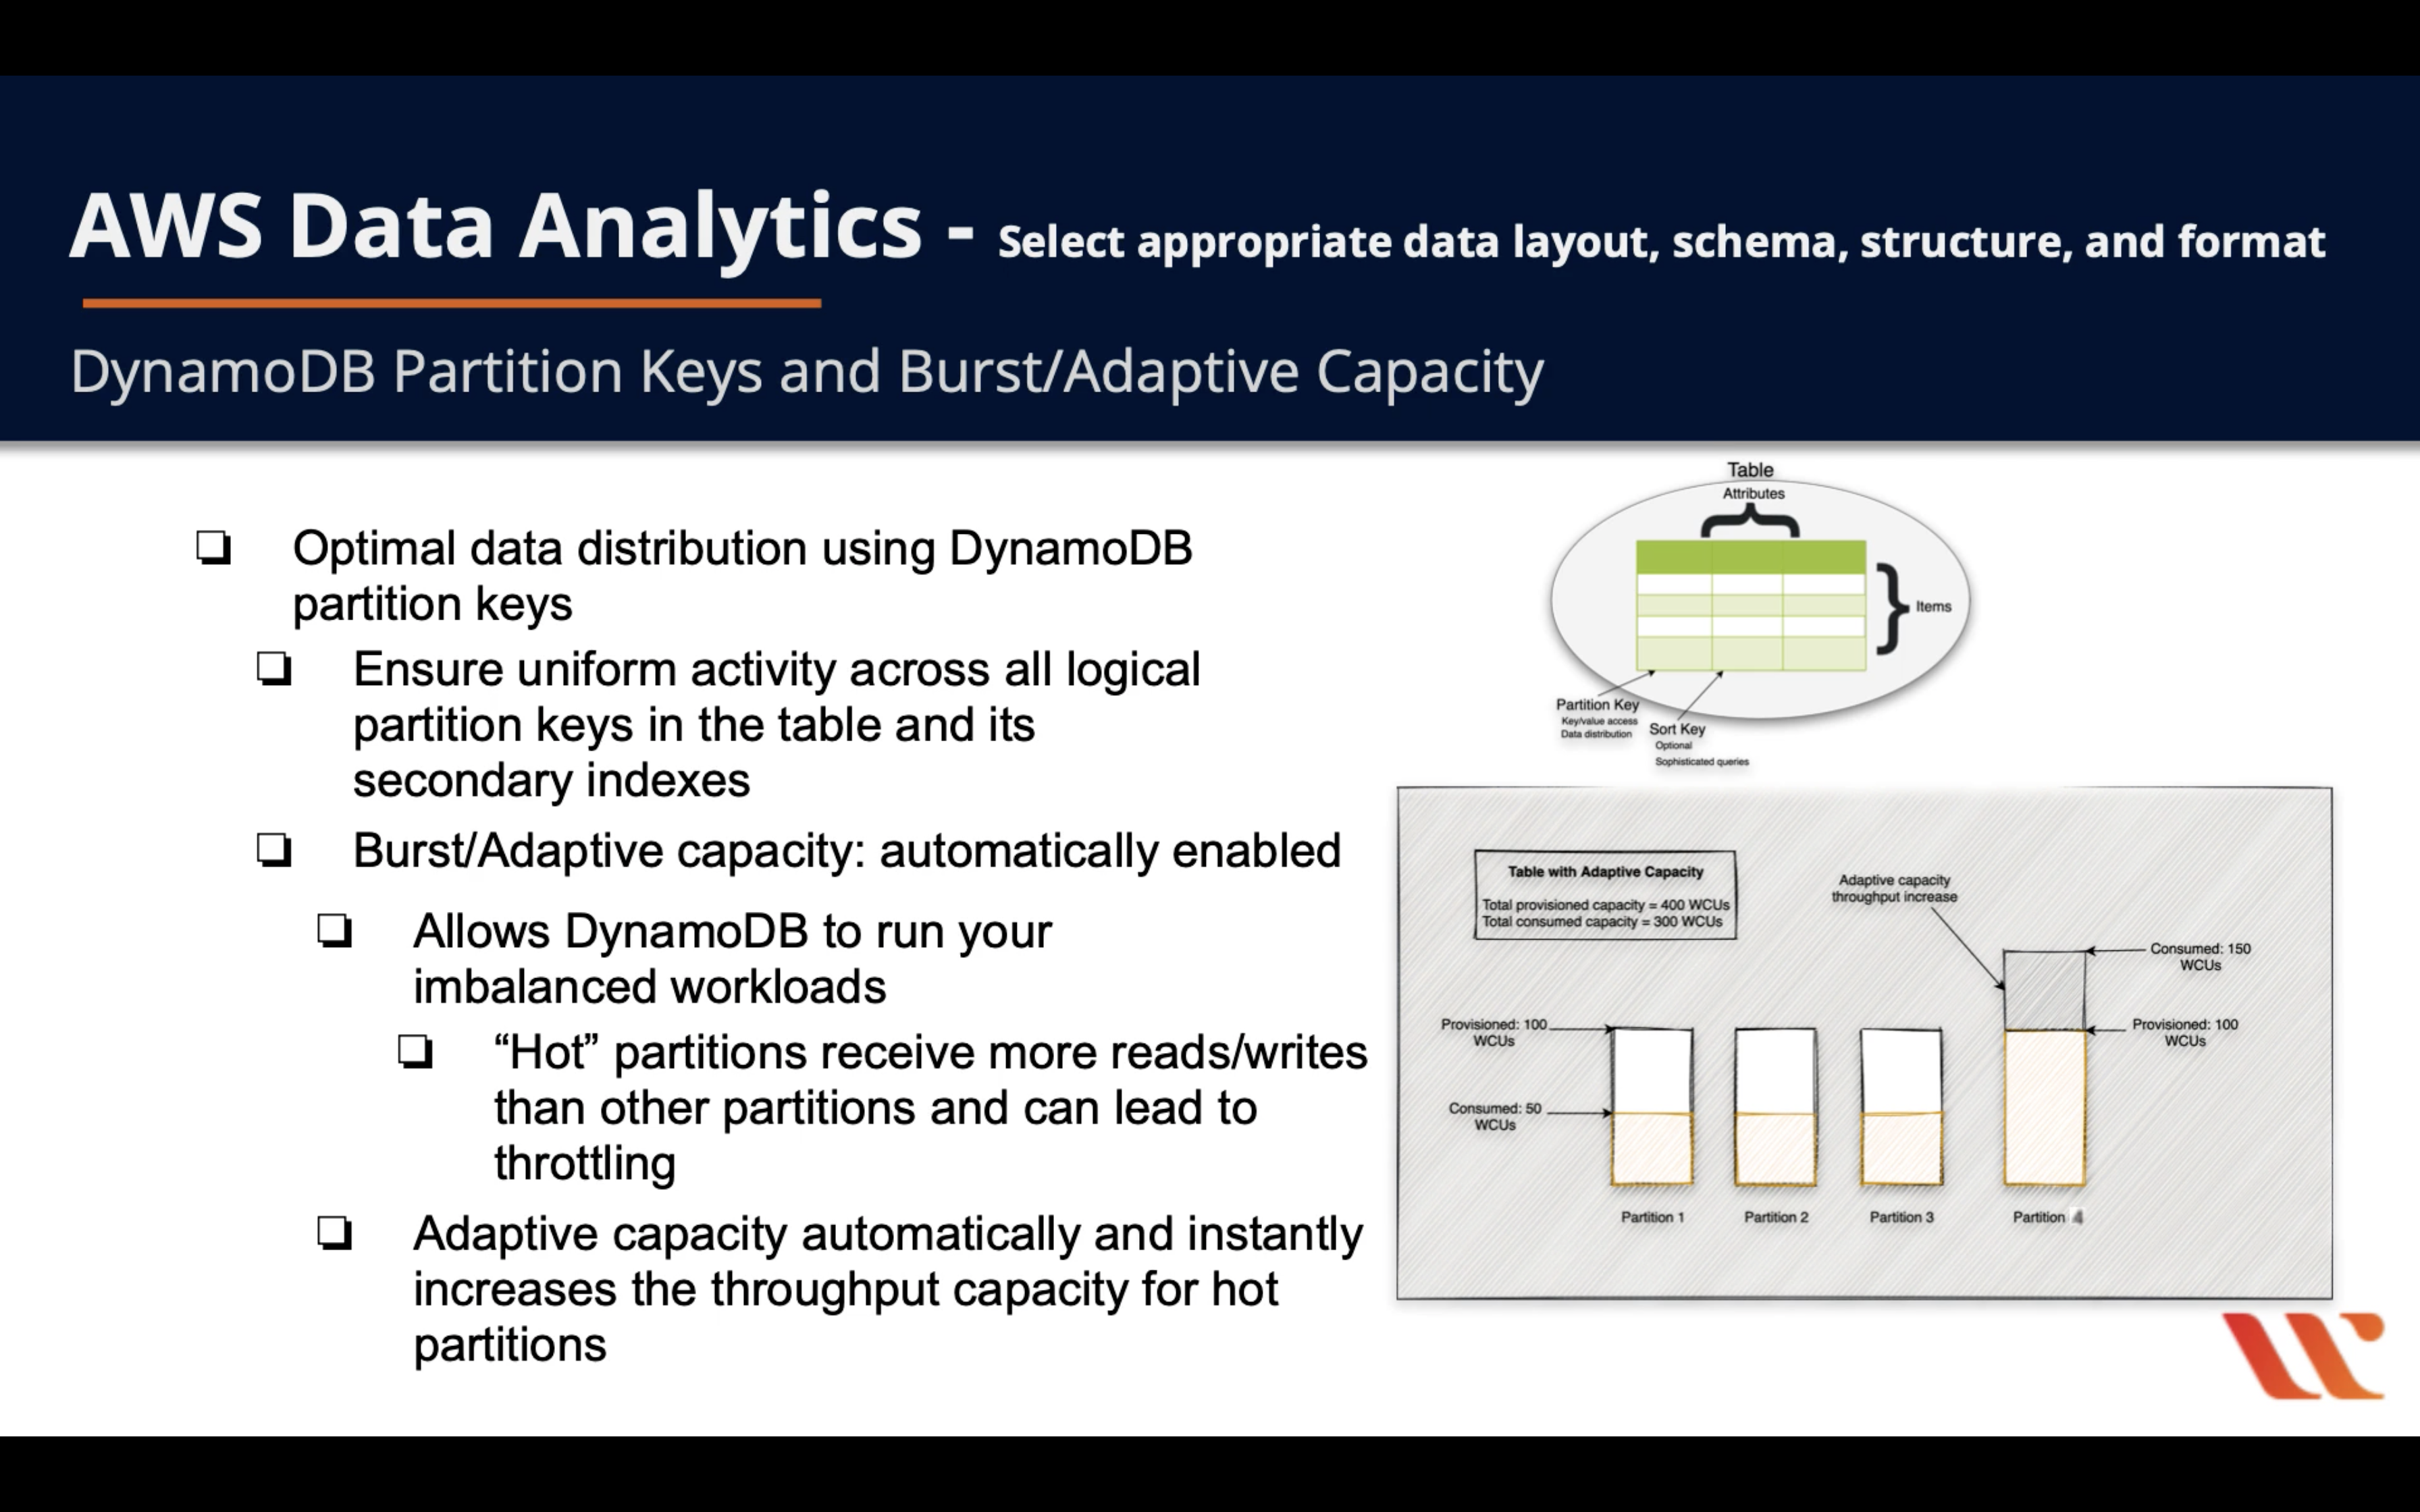 AWS Data Analytics - Select appropriate data layout, schema, structure, and format
DynamoDB Partition Keys and Burst/Adaptive Capacity
Optimal data distribution using DynamoDB
partition keys
Ensure uniform activity across all logical
partition keys in the table and its
secondary indexes
Burst/Adaptive capacity: automatically enabled
Allows DynamoDB to run your
imbalanced workloads
“Hot” partitions receive more reads/writes
than other partitions and can lead to
throttling
Adaptive capacity automatically and instantly
increases the throughput capacity for hot
partitions
Table
Attributes
Items
Partition Key
Key/value access
Data distribution
Sort Key
Optional
Sophisticated queries
Table with Adaptive Capacity
Total provisioned capacity = 400 WCUs
Total consumed capacity = 300 WCUs
Adaptive capacity
throughput increase
Consumed: 150
WCUs
Provisioned: 100
WCUs
Provisioned: 100
WCUs
Consumed: 50
WCUs
Partition 1
Partition 2
Partition 3
Partition 4